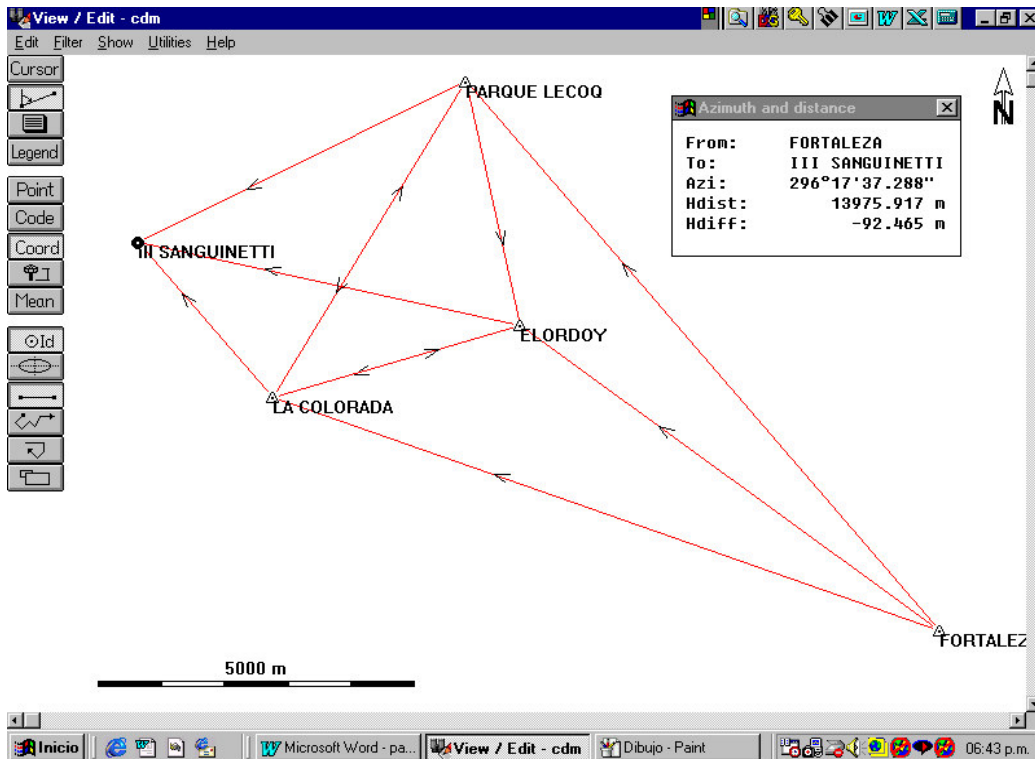 View / Edit - cdm
Edit Filter Show Utilities Help
Cursor
Legend
Point
Code
Coord
Mean
Id
PARQUE LECOQ
III SANGUINETTI
ELORDOY
LA COLORADA
FORTALEZ
5000 m
N
Azimuth and distance
From: FORTALEZA
To: III SANGUINETTI
Azi: 296°17'37.288"
Hdist: 13975.917 m
Hdiff: -92.465 m
Inicio
Microsoft Word - pa...
View / Edit - cdm
Dibujo - Paint
06:43 p.m.